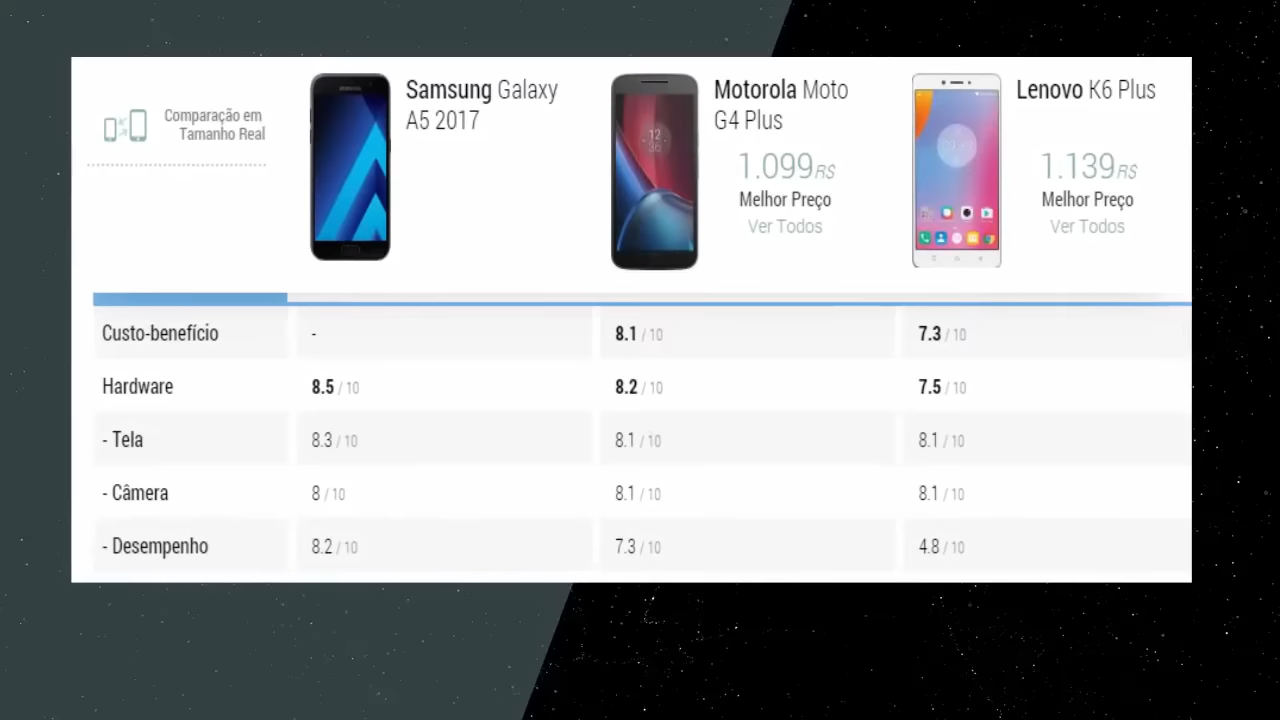 Comparação em
Tamanho Real
Samsung Galaxy
A5 2017
Motorola Moto
G4 Plus
1.099R$
Melhor Preço
Ver Todos
Lenovo K6 Plus
1.139R$
Melhor Preço
Ver Todos
Custo-benefício - 8.1 / 10 7.3 / 10
Hardware 8.5 / 10 8.2 / 10 7.5 / 10
- Tela 8.3 / 10 8.1 / 10 8.1 / 10
- Câmera 8 / 10 8.1 / 10 8.1 / 10
- Desempenho 8.2 / 10 7.3 / 10 4.8 / 10